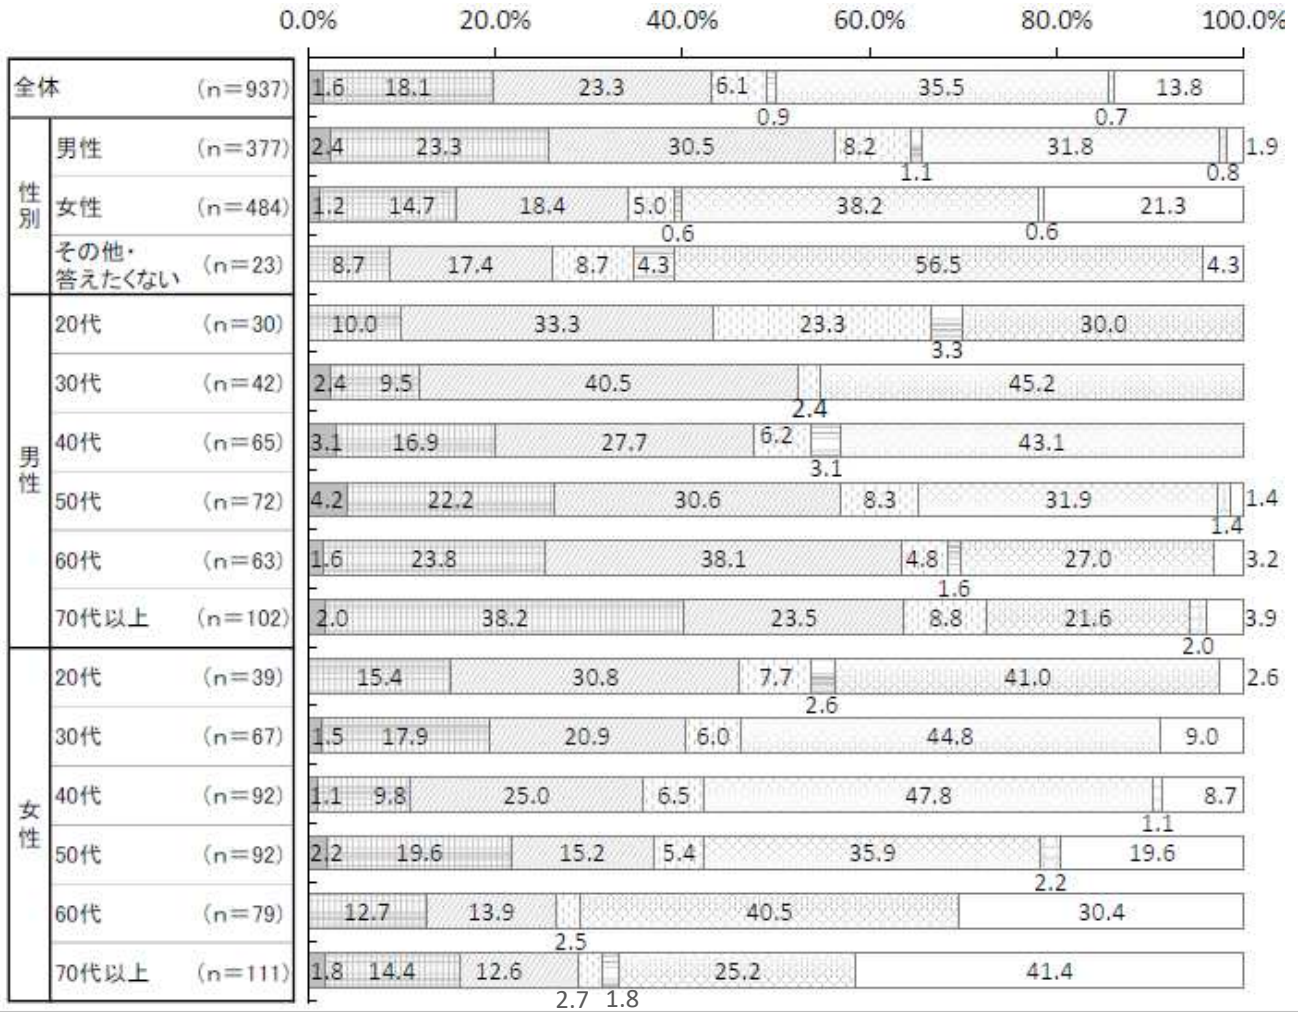 0.0% 20.0% 40.0% 60.0% 80.0% 100.0%
全体 (n=937) 1.6 18.1 23.3 6.1 35.5 13.8
0.9 0.7
性別
男性 (n=377) 2.4 23.3 30.5 8.2 31.8 1.9
1.1 0.8
女性 (n=484) 1.2 14.7 18.4 5.0 38.2 21.3
0.6 0.6
その他・
答えたくない (n=23) 8.7 17.4 8.7 4.3 56.5 4.3
男性
20代 (n=30) 10.0 33.3 23.3 30.0
3.3
30代 (n=42) 2.4 9.5 40.5 45.2
2.4
40代 (n=65) 3.1 16.9 27.7 6.2 43.1
3.1
50代 (n=72) 4.2 22.2 30.6 8.3 31.9 1.4
1.4
60代 (n=63) 1.6 23.8 38.1 4.8 27.0 3.2
1.6
70代以上 (n=102) 2.0 38.2 23.5 8.8 21.6 3.9
2.0
女性
20代 (n=39) 15.4 30.8 7.7 41.0 2.6
2.6
30代 (n=67) 1.5 17.9 20.9 6.0 44.8 9.0
40代 (n=92) 1.1 9.8 25.0 6.5 47.8 8.7
1.1
50代 (n=92) 2.2 19.6 15.2 5.4 35.9 19.6
2.2
60代 (n=79) 12.7 13.9 40.5 30.4
2.5
70代以上 (n=111) 1.8 14.4 12.6 25.2 41.4
2.7 1.8